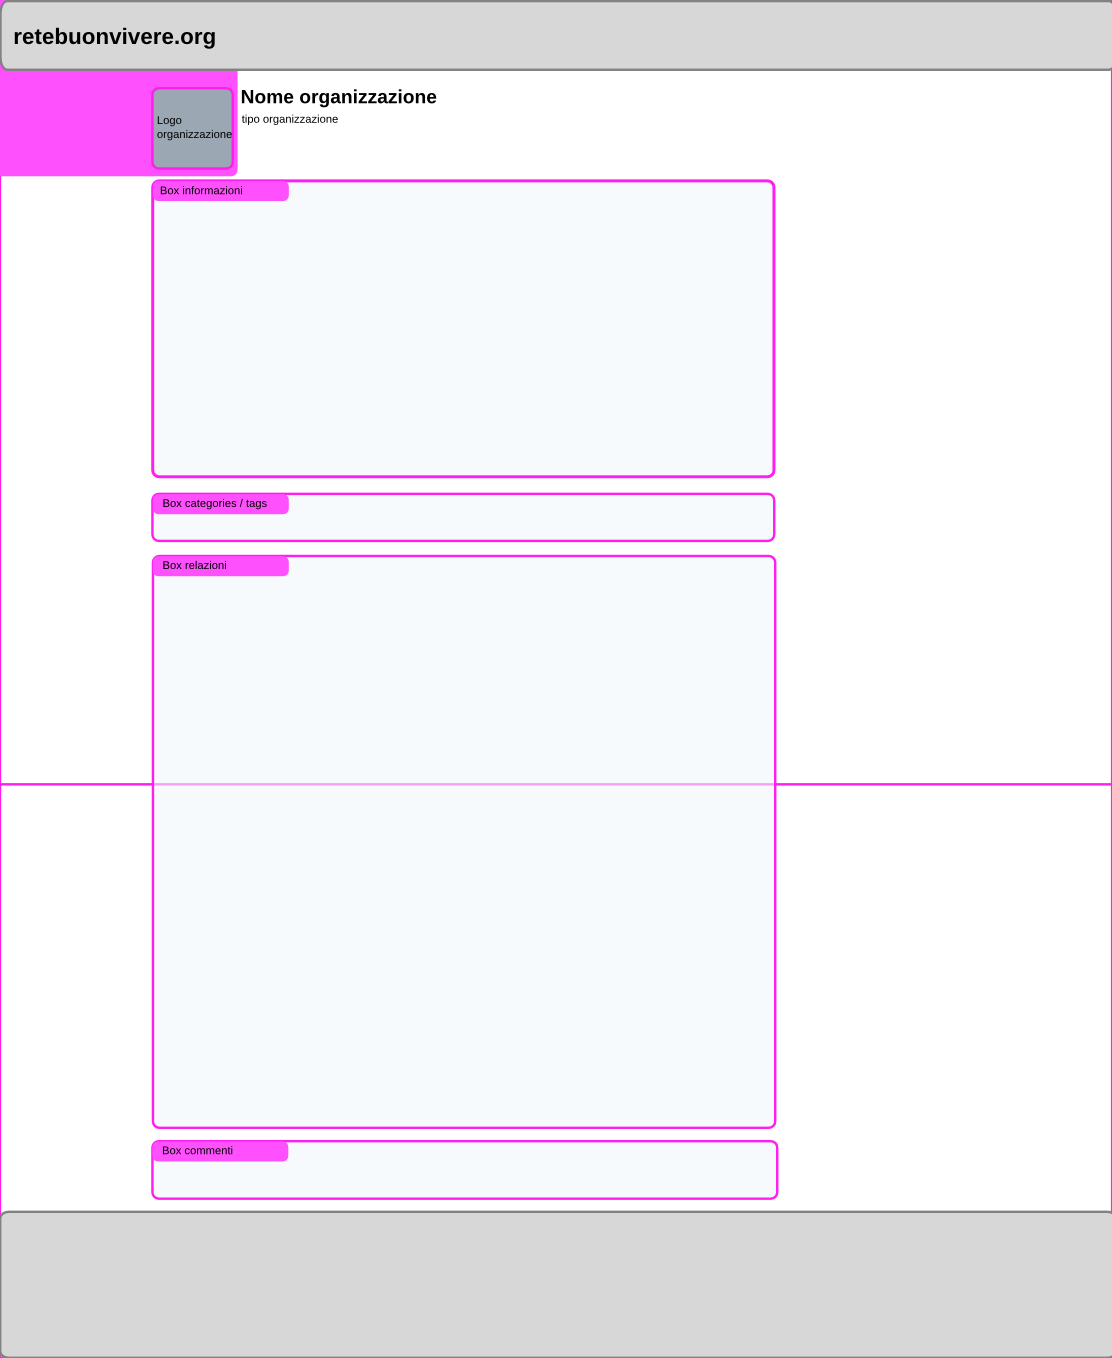 retebuonvivere.org
Nome organizzazione
tipo organizzazione
Logo
organizzazione
Box informazioni
Box categories / tags
Box relazioni
Box commenti